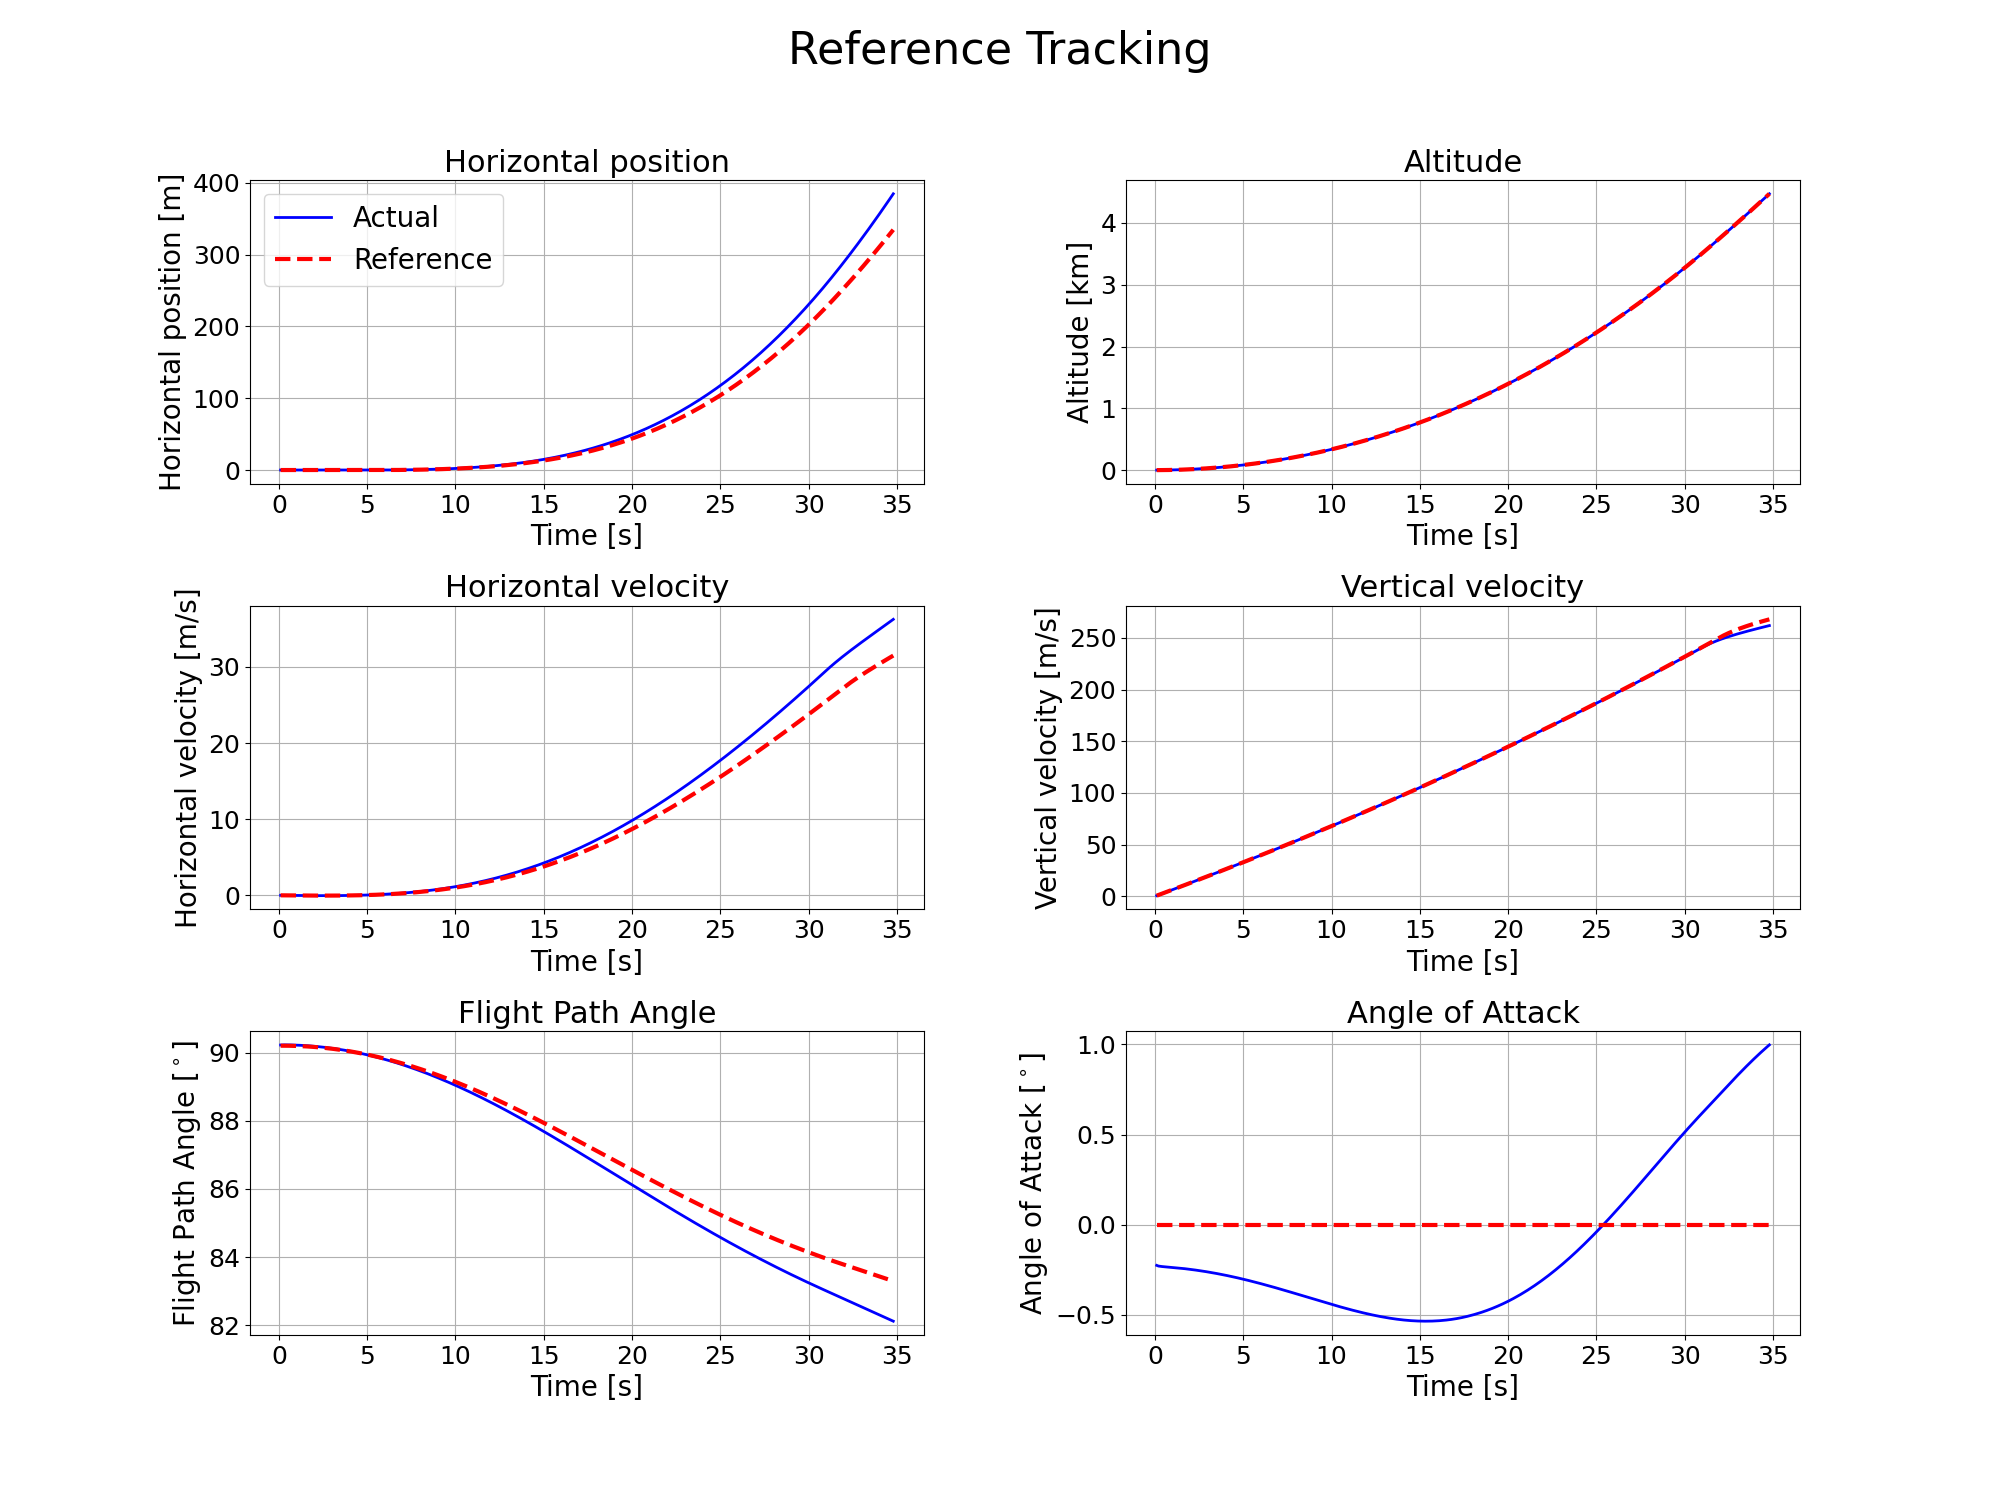 Reference Tracking
Horizontal position
Horizontal position [m]
400
300
200
100
0
Actual
Reference
0 5 10 15 20 25 30 35
Time [s]
Altitude
Altitude [km]
4
3
2
1
0
0 5 10 15 20 25 30 35
Time [s]
Horizontal velocity
Horizontal velocity [m/s]
30
20
10
0
0 5 10 15 20 25 30 35
Time [s]
Vertical velocity
Vertical velocity [m/s]
250
200
150
100
50
0
0 5 10 15 20 25 30 35
Time [s]
Flight Path Angle
Flight Path Angle [°]
90
88
86
84
82
0 5 10 15 20 25 30 35
Time [s]
Angle of Attack
Angle of Attack [°]
1.0
0.5
0.0
−0.5
0 5 10 15 20 25 30 35
Time [s]